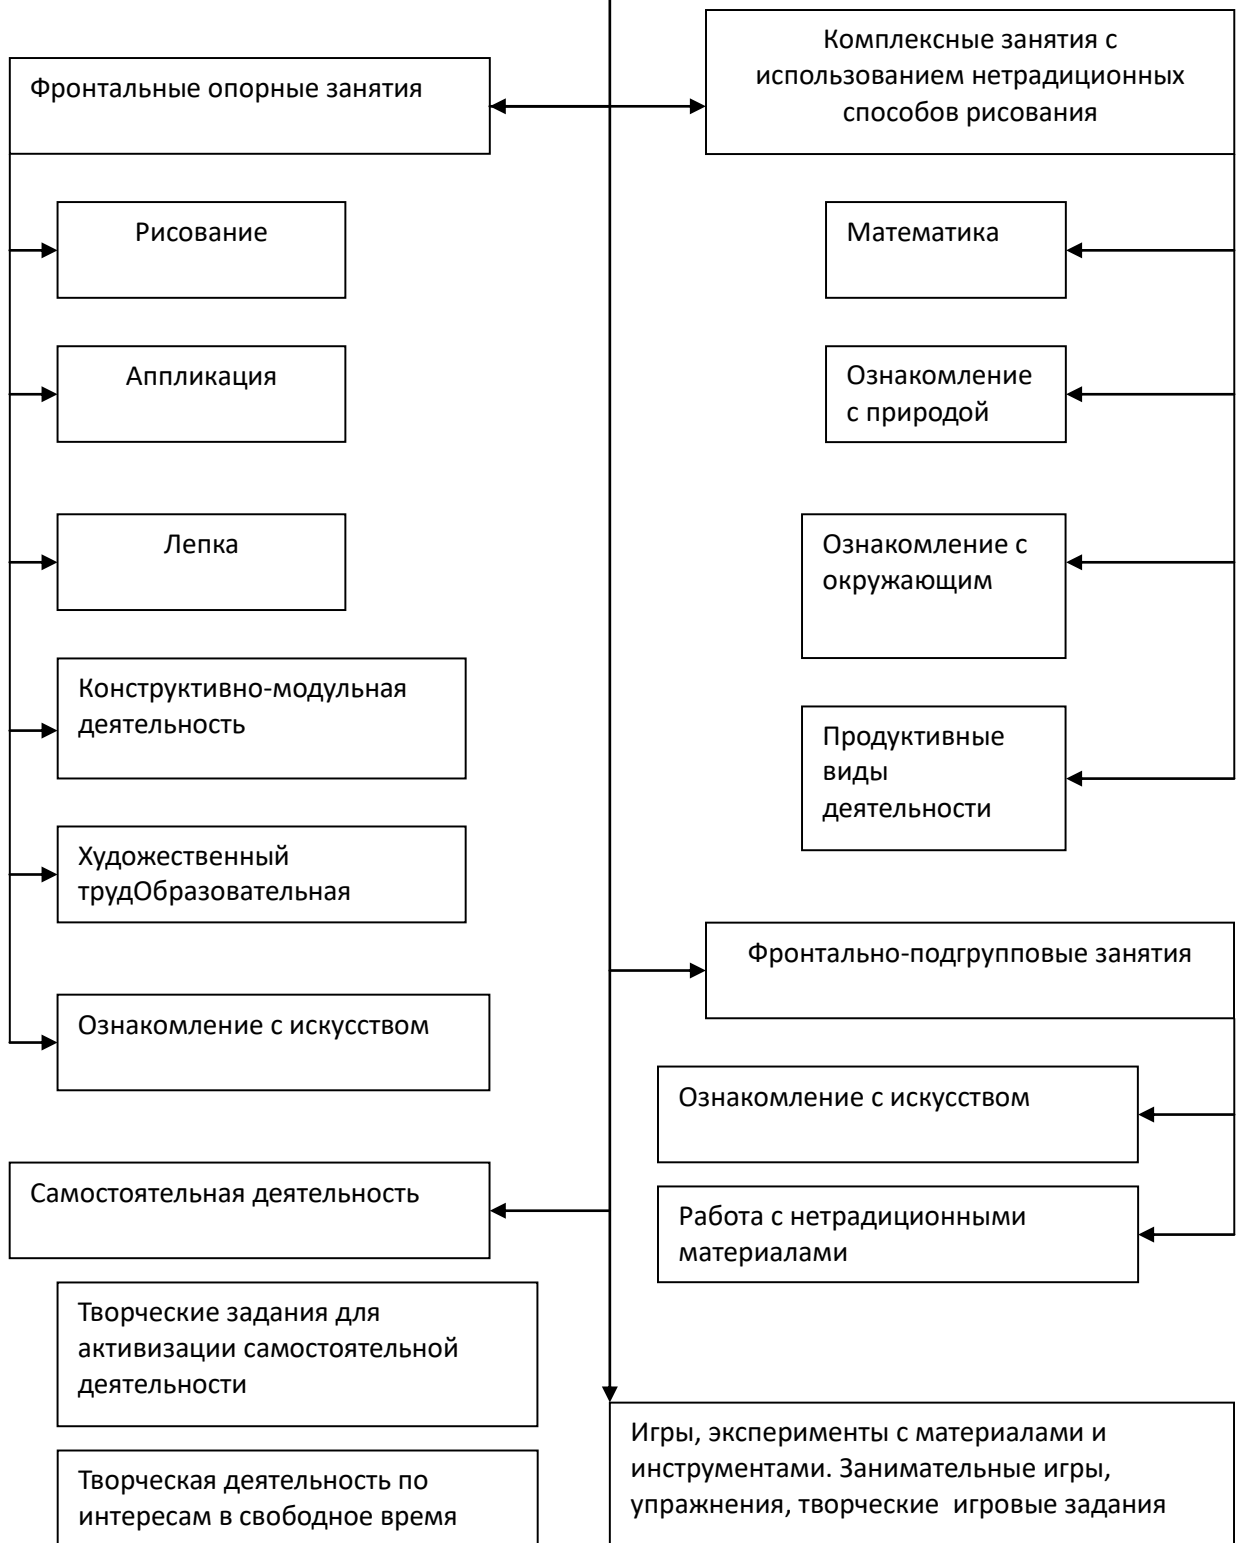 Комплексные занятия с
использованием нетрадиционных
способов рисования
Фронтальные опорные занятия
Рисование
Математика
Аппликация
Ознакомление
с природой
Лепка
Ознакомление с
окружающим
Конструктивно-модульная
деятельность
Продуктивные
виды
деятельности
Художественный
трудОбразовательная
Фронтально-подгрупповые занятия
Ознакомление с искусством
Ознакомление с искусством
Самостоятельная деятельность
Работа с нетрадиционными
материалами
Творческие задания для
активизации самостоятельной
деятельности
Игры, эксперименты с материалами и
инструментами. Занимательные игры,
упражнения, творческие  игровые задания
Творческая деятельность по
интересам в свободное время